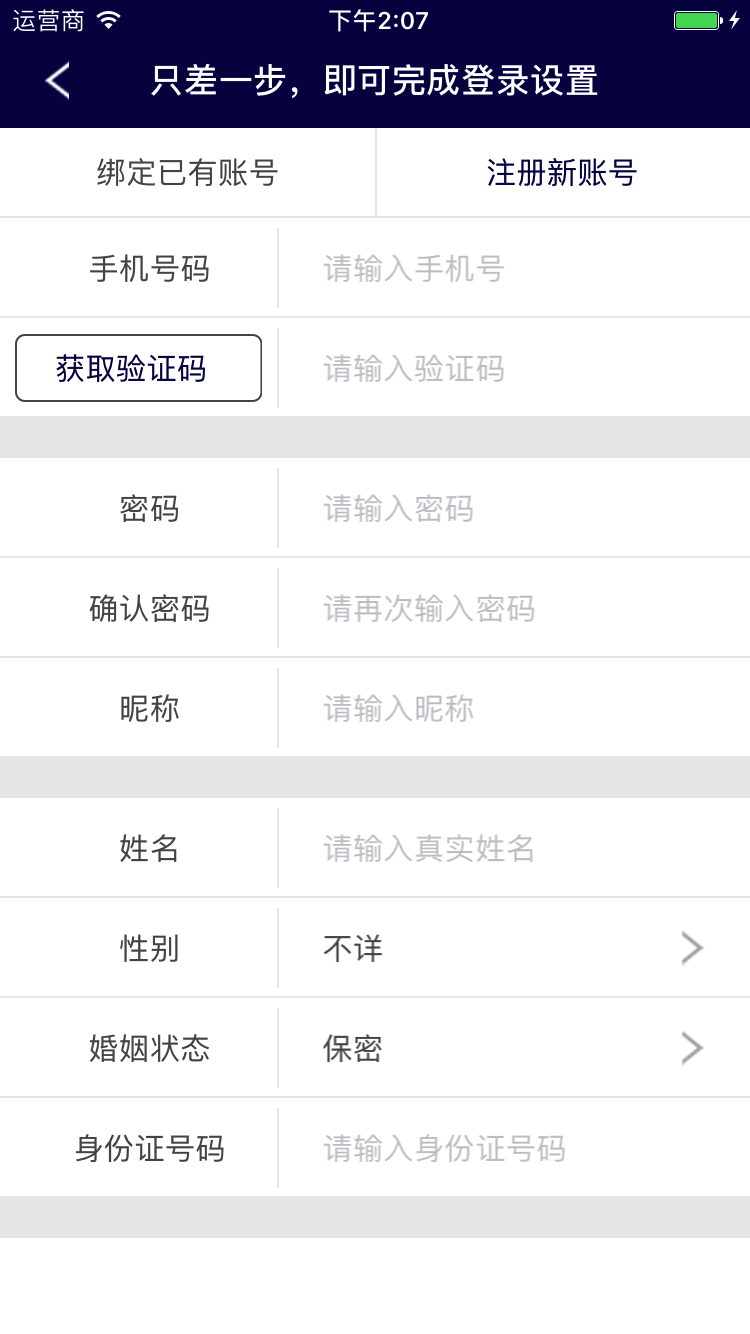 运营商 下午2:07
只差一步，即可完成登录设置
绑定已有账号 注册新账号
手机号码 请输入手机号
获取验证码 请输入验证码
密码 请输入密码
确认密码 请再次输入密码
昵称 请输入昵称
姓名 请输入真实姓名
性别 不详
婚姻状态 保密
身份证号码 请输入身份证号码